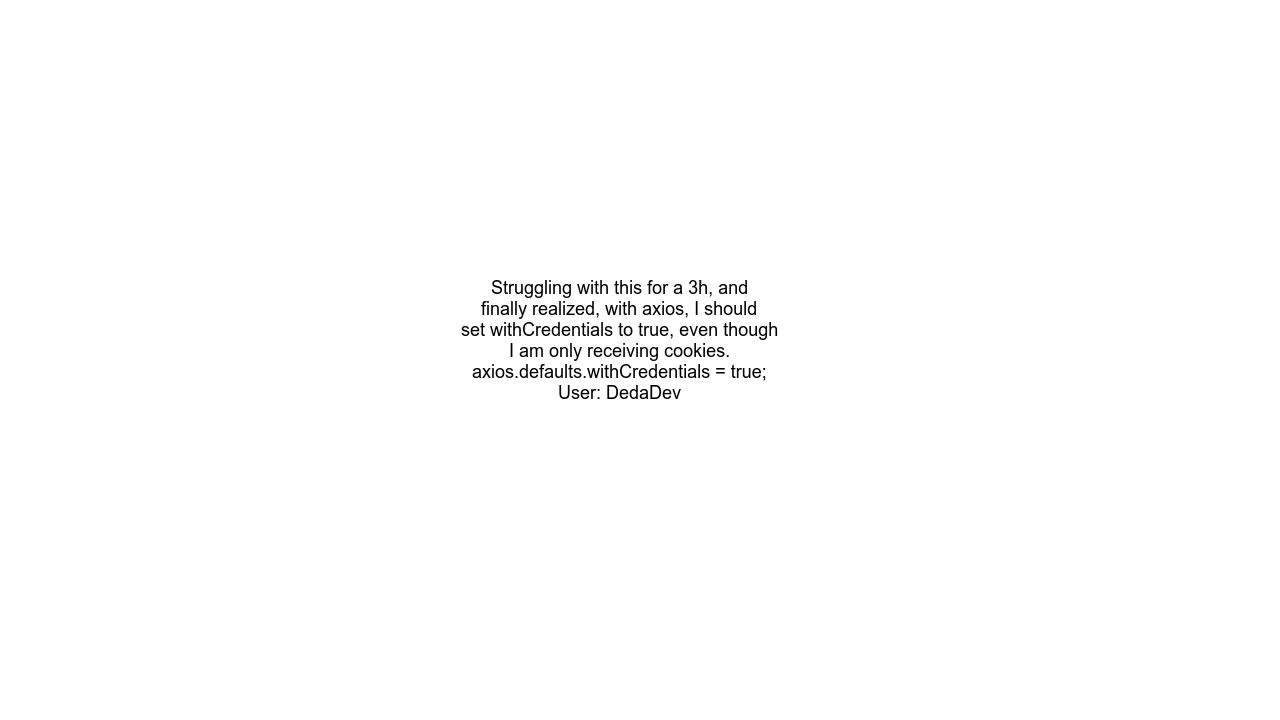 Struggling with this for a 3h, and
finally realized, with axios, I should
set withCredentials to true, even though
I am only receiving cookies.
axios.defaults.withCredentials = true;
User: DedaDev